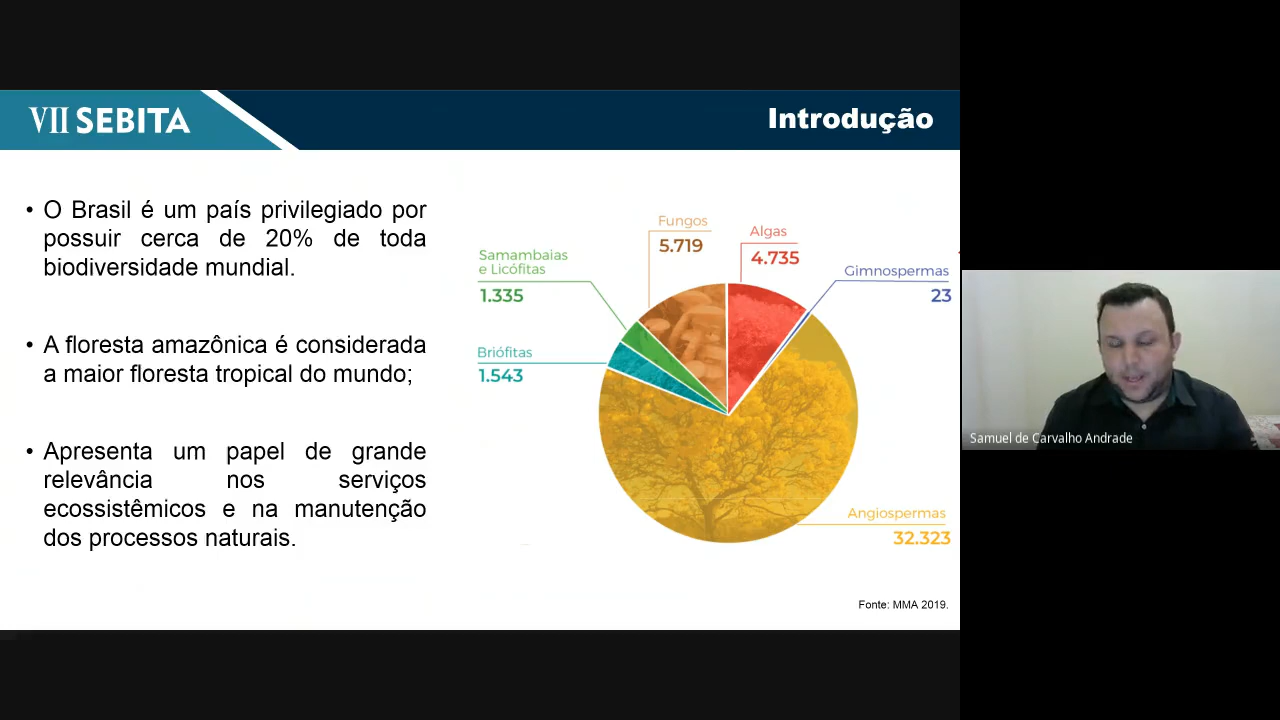 VII SEBITA
Introdução
• O Brasil é um país privilegiado por
possuir cerca de 20% de toda
biodiversidade mundial.
• A floresta amazônica é considerada
a maior floresta tropical do mundo;
• Apresenta um papel de grande
relevância nos serviços
ecossistêmicos e na manutenção
dos processos naturais.
Fungos
5.719
Algas
4.735
Samambaias
e Licófitas
1.335
Gimnospermas
23
Briófitas
1.543
Angiospermas
32.323
Fonte: MMA 2019.
Samuel de Carvalho Andrade